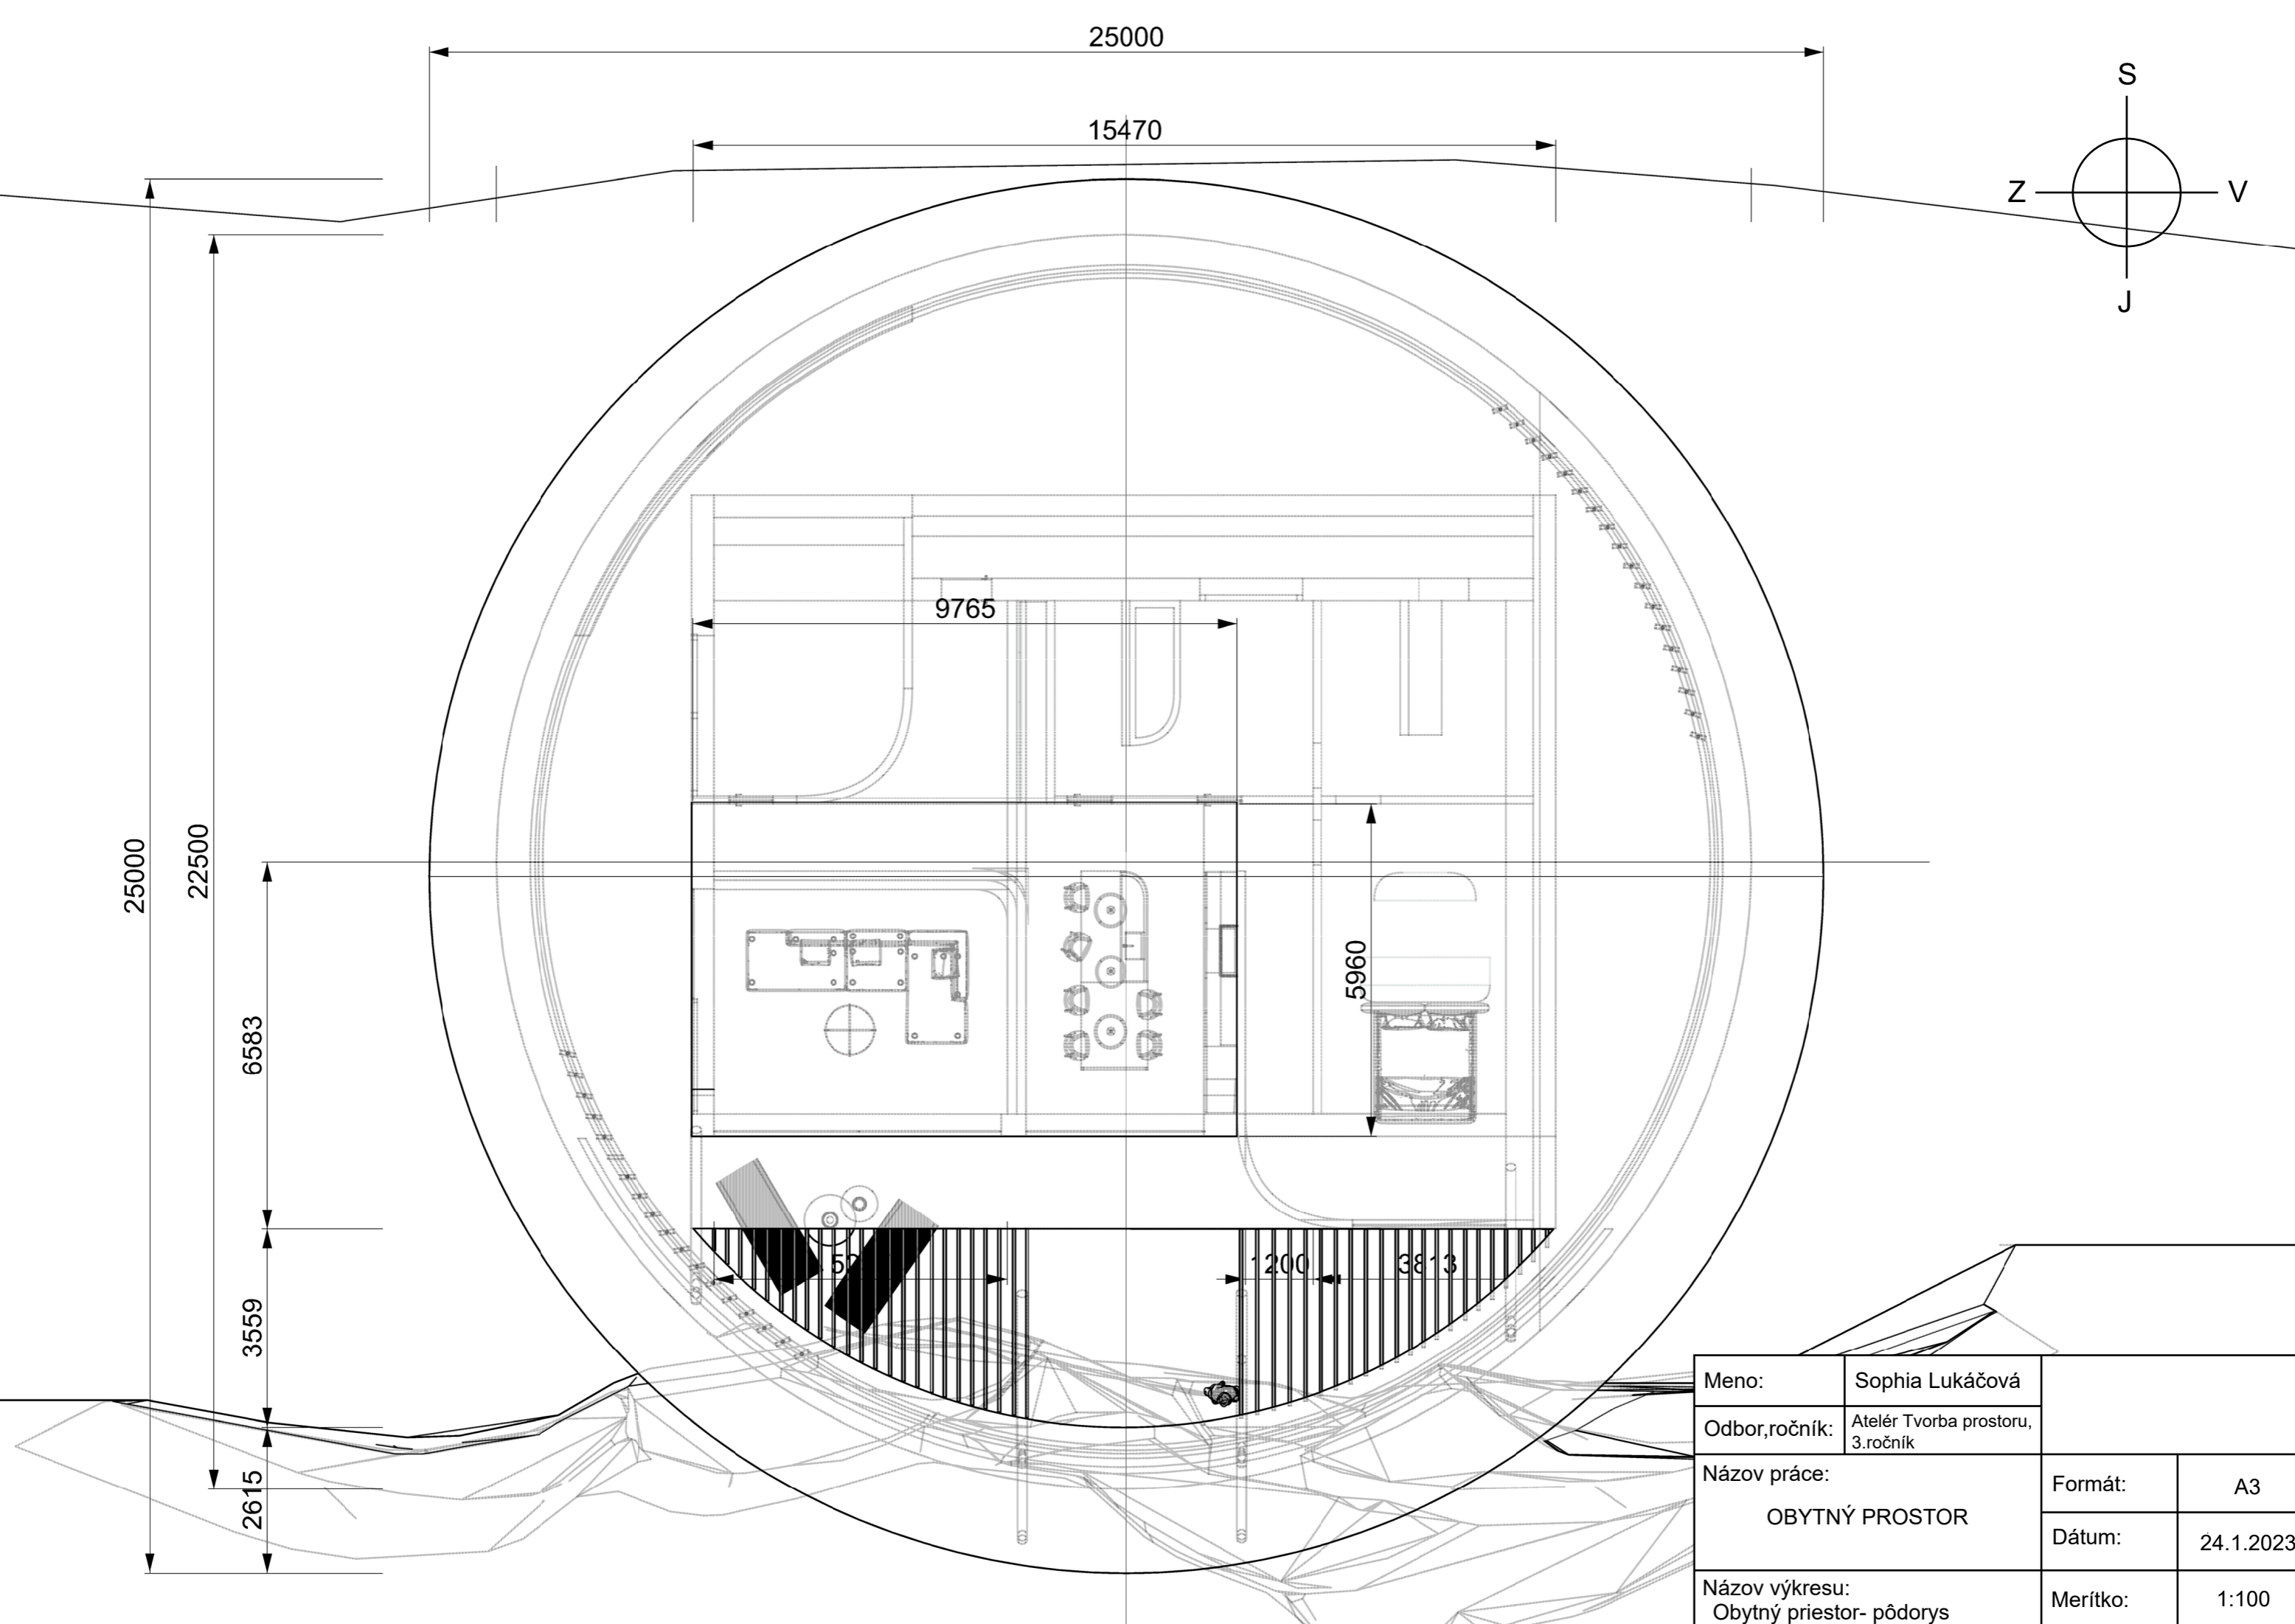 25000
15470
S
Z
V
J
9765
25000
22500
5960
6583
1200
3813
3559
2615
Meno:
Sophia Lukáčová
Odbor,ročník:
Atelér Tvorba prostoru,
3.ročník
Názov práce:
OBYTNÝ PROSTOR
Formát:
A3
Dátum:
24.1.2023
Názov výkresu:
Obytný priestor- pôdorys
Merítko:
1:100